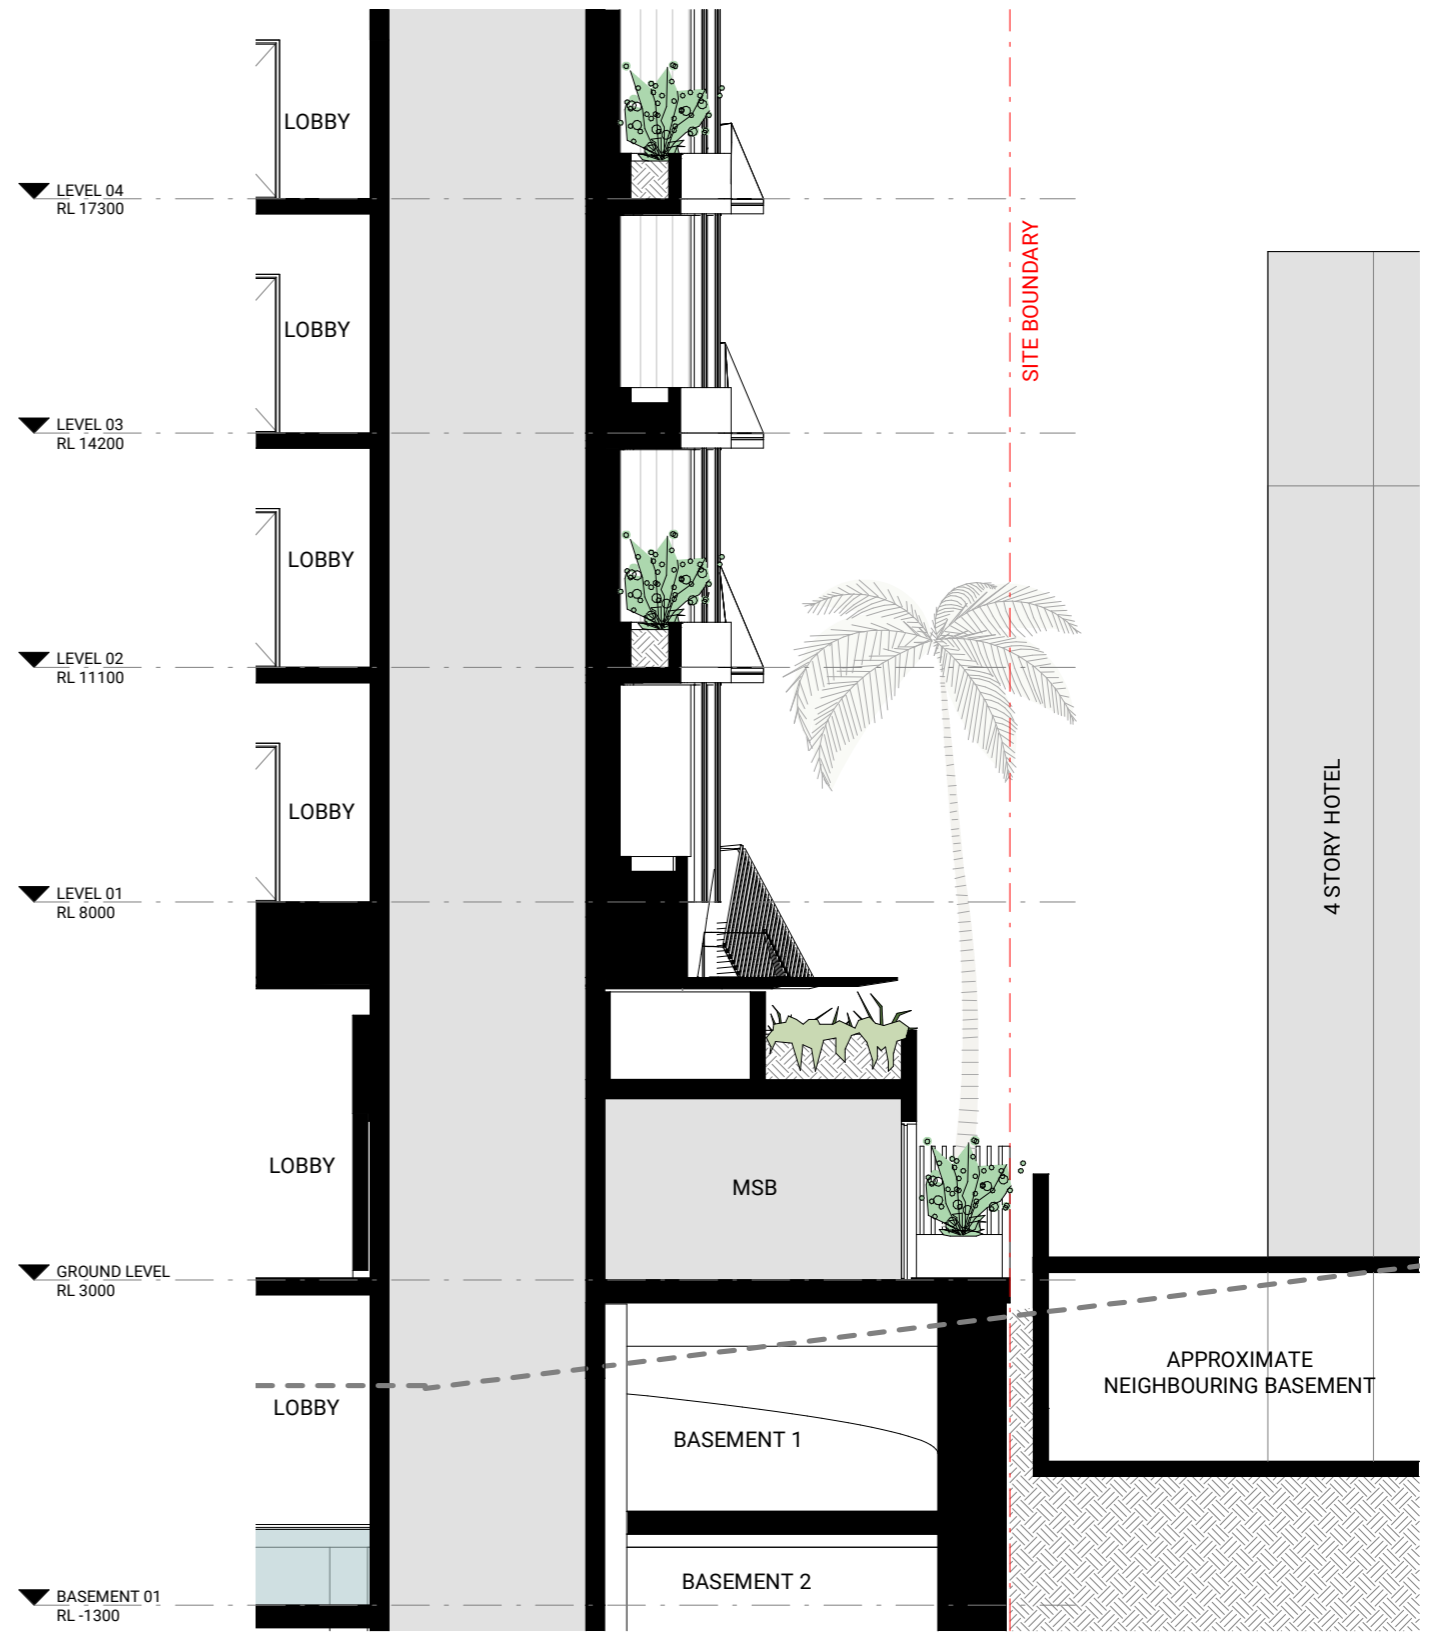 LOBBY
LEVEL 04
RL 17300
SITE BOUNDARY
LOBBY
LEVEL 03
RL 14200
LOBBY
LEVEL 02
RL 11100
LOBBY
4 STORY HOTEL
LEVEL 01
RL 8000
LOBBY
MSB
GROUND LEVEL
RL 3000
APPROXIMATE
NEIGHBOURING BASEMENT
LOBBY
BASEMENT 1
BASEMENT 2
BASEMENT 01
RL -1300